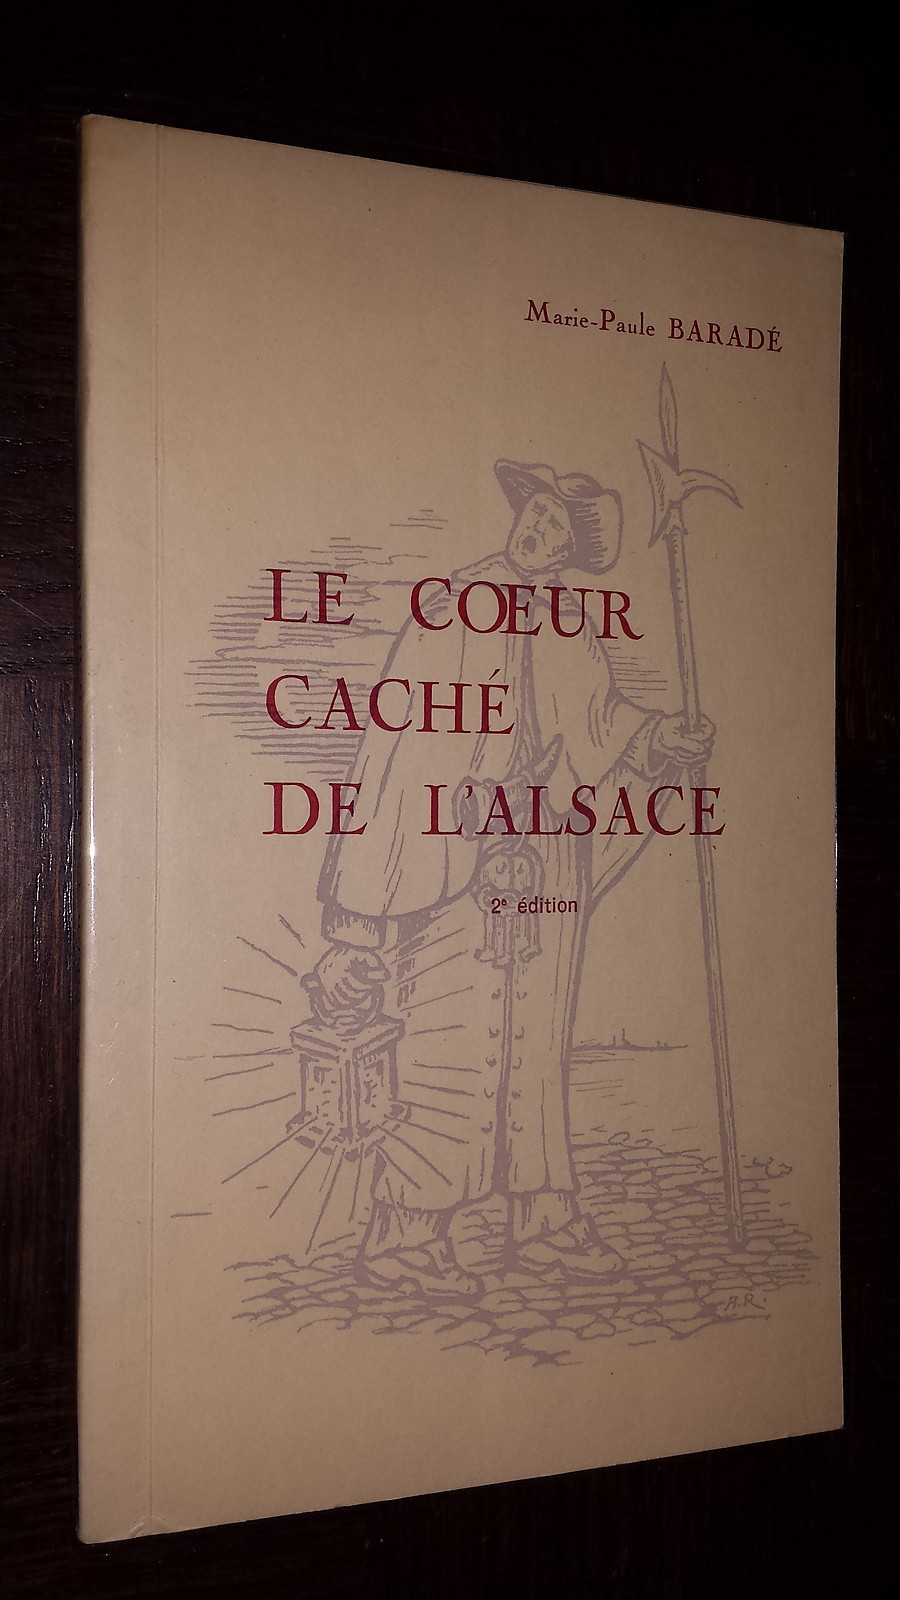 Marie-Paule BARADÉ
LE CŒUR
CACHÉ
DE L'ALSACE
2e édition
A.R.